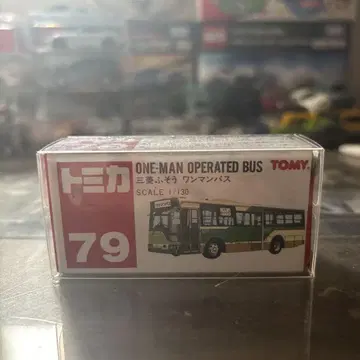 トミカ
79
ONE-MAN OPERATED BUS
三菱ふそう ワンマンバス
SCALE 1/130
TOMY